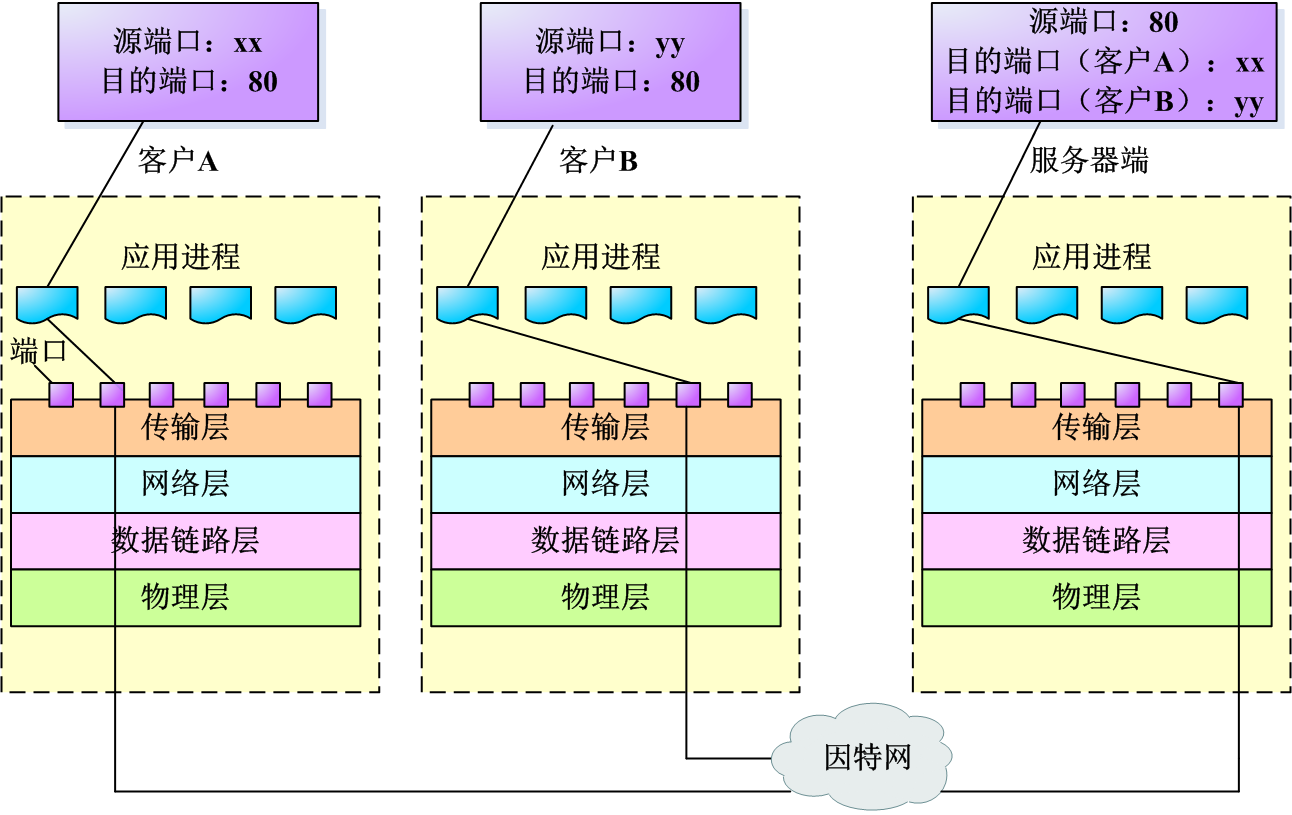 源端口：xx
目的端口：80
源端口：yy
目的端口：80
源端口：80
目的端口（客户A）：xx
目的端口（客户B）：yy
客户A
客户B
服务器端
应用进程
应用进程
应用进程
端口
传输层
网络层
数据链路层
物理层
传输层
网络层
数据链路层
物理层
传输层
网络层
数据链路层
物理层
因特网